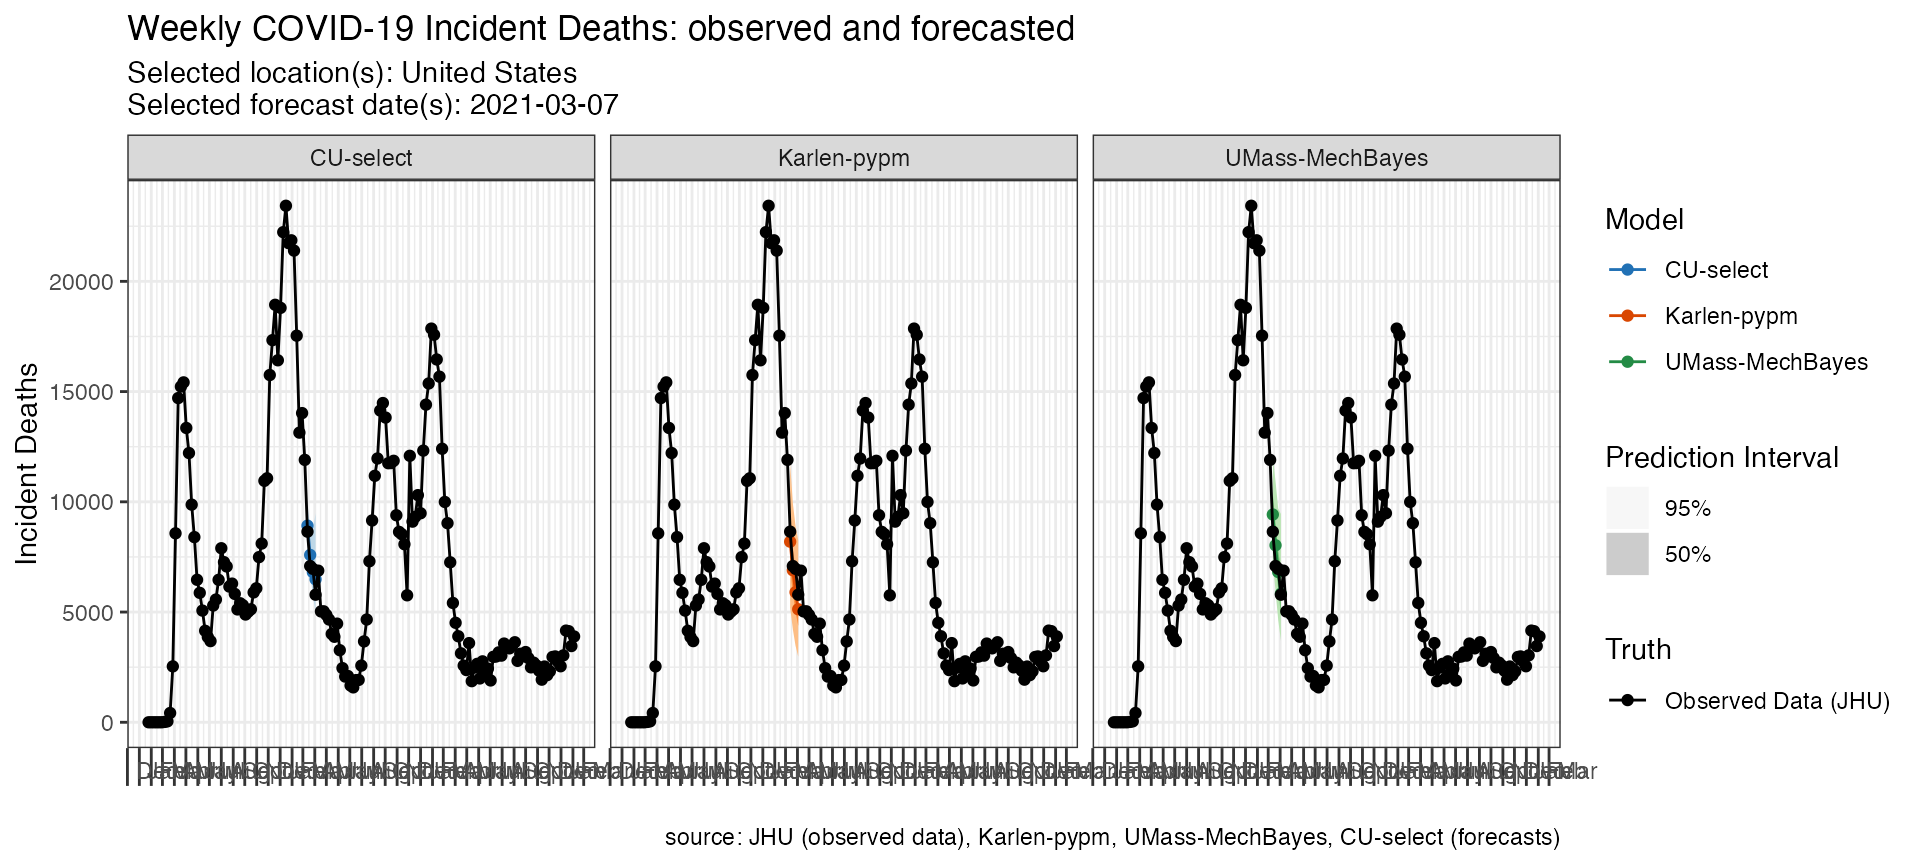 Weekly COVID-19 Incident Deaths: observed and forecasted
Selected location(s): United States
Selected forecast date(s): 2021-03-07
CU-select
Karlen-pypm
UMass-MechBayes
Incident Deaths
20000
15000
10000
5000
0
Model
CU-select
Karlen-pypm
UMass-MechBayes
Prediction Interval
95%
50%
Truth
Observed Data (JHU)
source: JHU (observed data), Karlen-pypm, UMass-MechBayes, CU-select (forecasts)